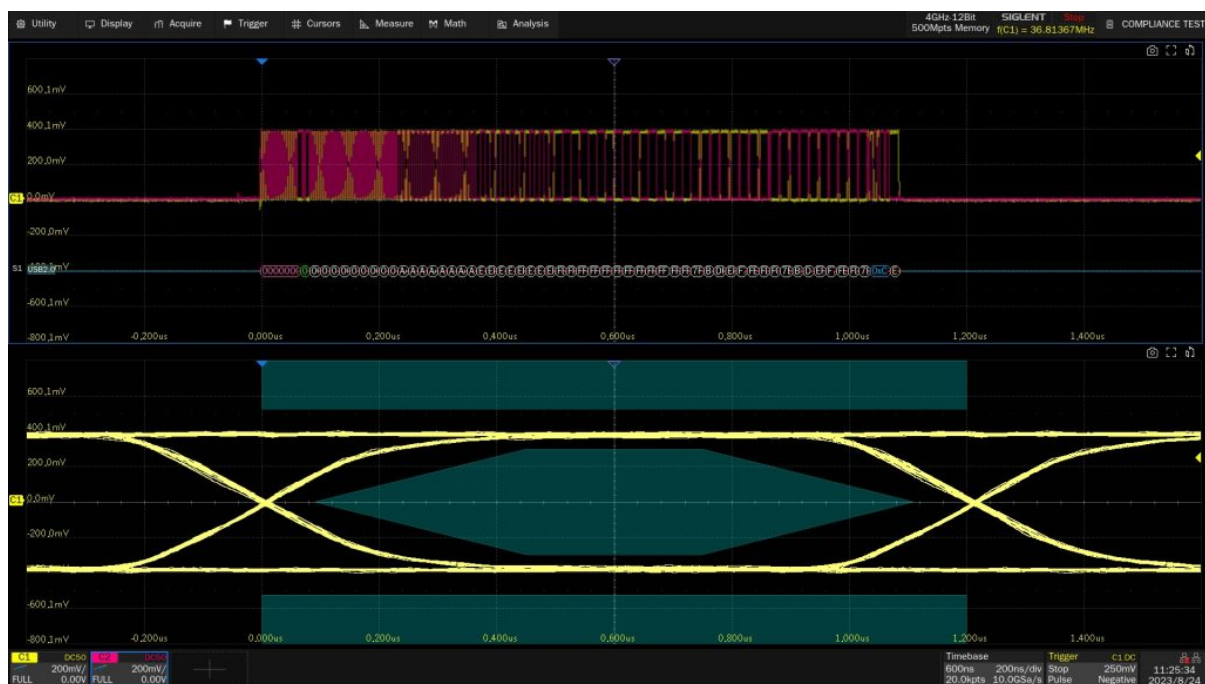 Utility Display Acquire Trigger Cursors Measure Math Analysis
4GHz-12Bit SIGLENT Stop
500Mpts Memory f(C1) = 36.81367MHz
COMPLIANCE TEST
600.1mV
400.1mV
200.0mV
C1 0.0mV
-200.0mV
S1 USB2.0
-600.1mV
-800.1mV -0.200us 0.000us 0.200us 0.400us 0.600us 0.800us 1.000us 1.200us 1.400us
600.1mV
400.1mV
200.0mV
C1 0.0mV
-200.0mV
-400.1mV
-600.1mV
-800.1mV -0.200us 0.000us 0.200us 0.400us 0.600us 0.800us 1.000us 1.200us 1.400us
C1 DC50 C2 DC50
200mV/ 200mV/
FULL 0.00V FULL 0.00V
Timebase Trigger C1 DC
600ns 200ns/div Stop 250mV
20.0kpts 10.0GSa/s Pulse Negative
11:25:34
2023/8/24